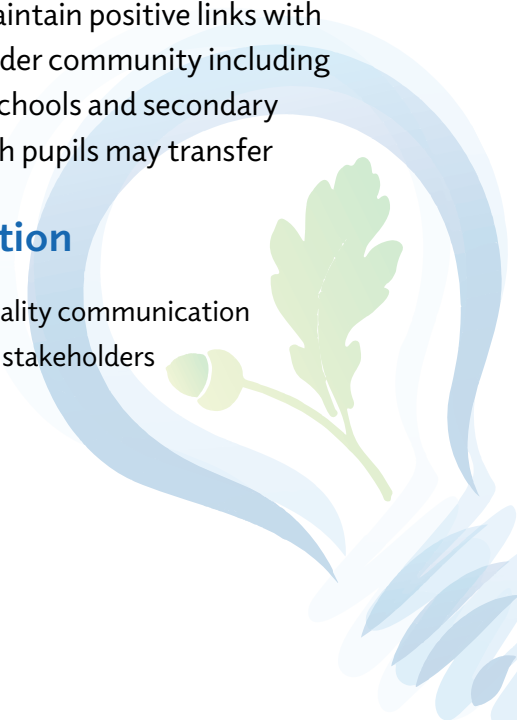 aintain positive links with
der community including
chools and secondary
h pupils may transfer
tion
ality communication
stakeholders